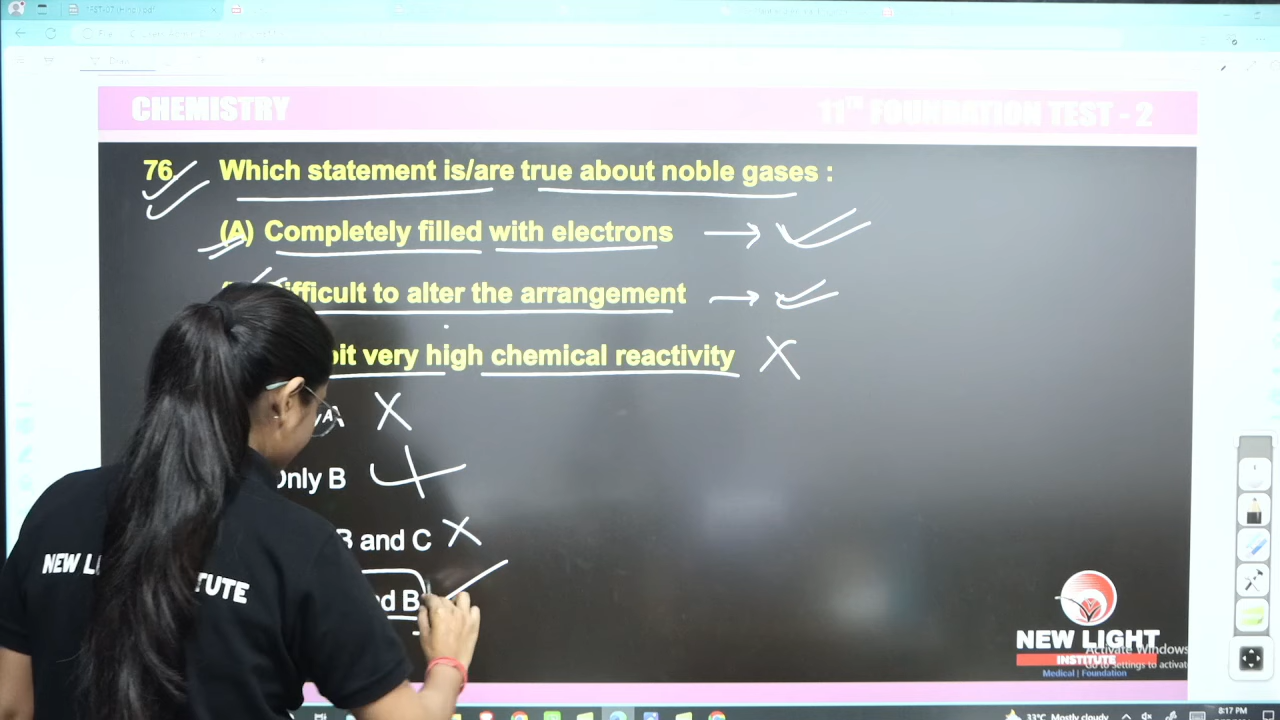 CHEMISTRY
11TH FOUNDATION TEST - 2
76 Which statement is/are true about noble gases :
(A) Completely filled with electrons
ifficult to alter the arrangement
bit very high chemical reactivity
A
Only B
B and C
d B
NEW LIGHT
INSTITUTE
Medical | Foundation
Activate Windows
Go to Settings to activat
NEW LI TUTE
33°C Mostly cloudy
8:17 PM